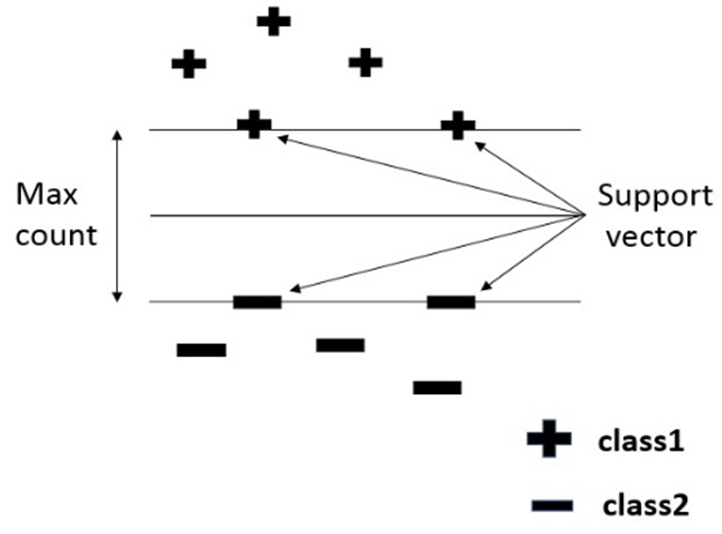 Max
count
Support
vector
class1
class2